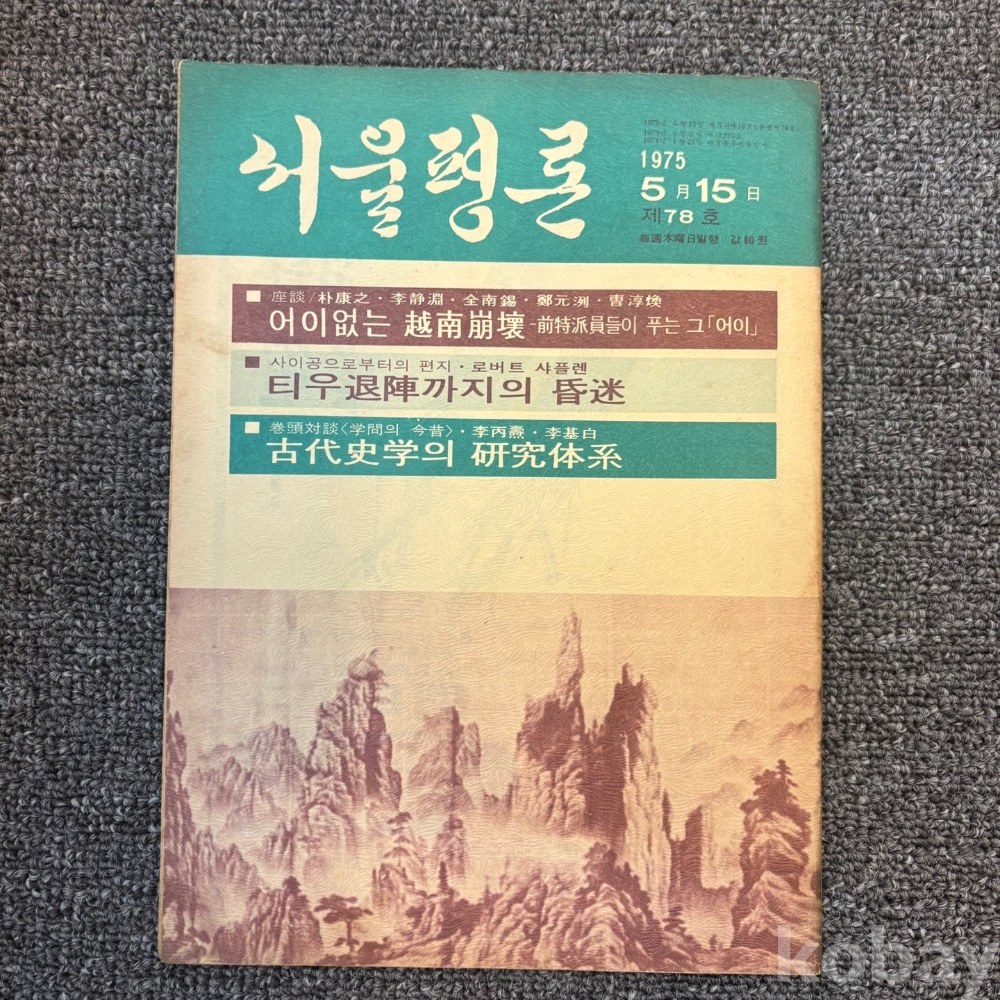 서울평론
1975
5月15日
제78호
每週木曜日발행 값80원
■ 座談/朴康之・李静淵・全南錫・鄭元冽・曺淳煥
어이없는 越南崩壞-前特派員들이 푸는 그「어이」
■ 사이공으로부터의 편지・로버트 샤플렌
티우退陣까지의 昏迷
■ 巻頭対談〈学問의 今昔〉・李丙燾・李基白
古代史学의 研究体系
kobay